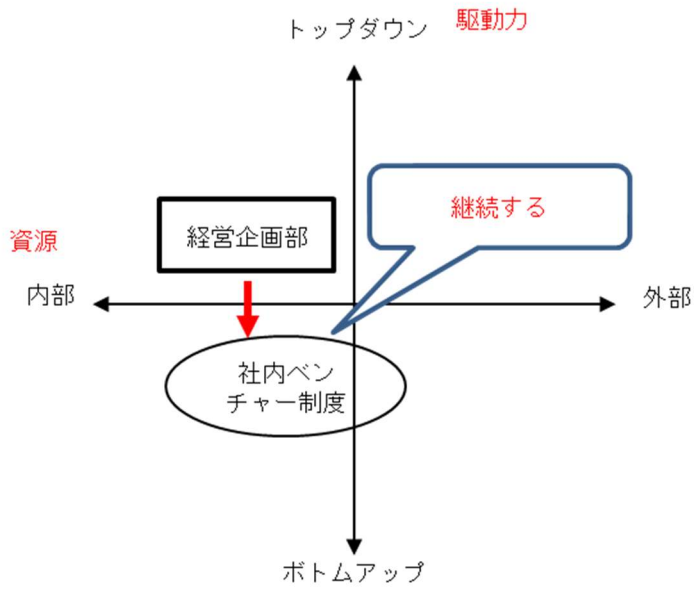 駆動力
トップダウン
継続する
経営企画部
資源
内部
外部
社内ベン
チャー制度
ボトムアップ